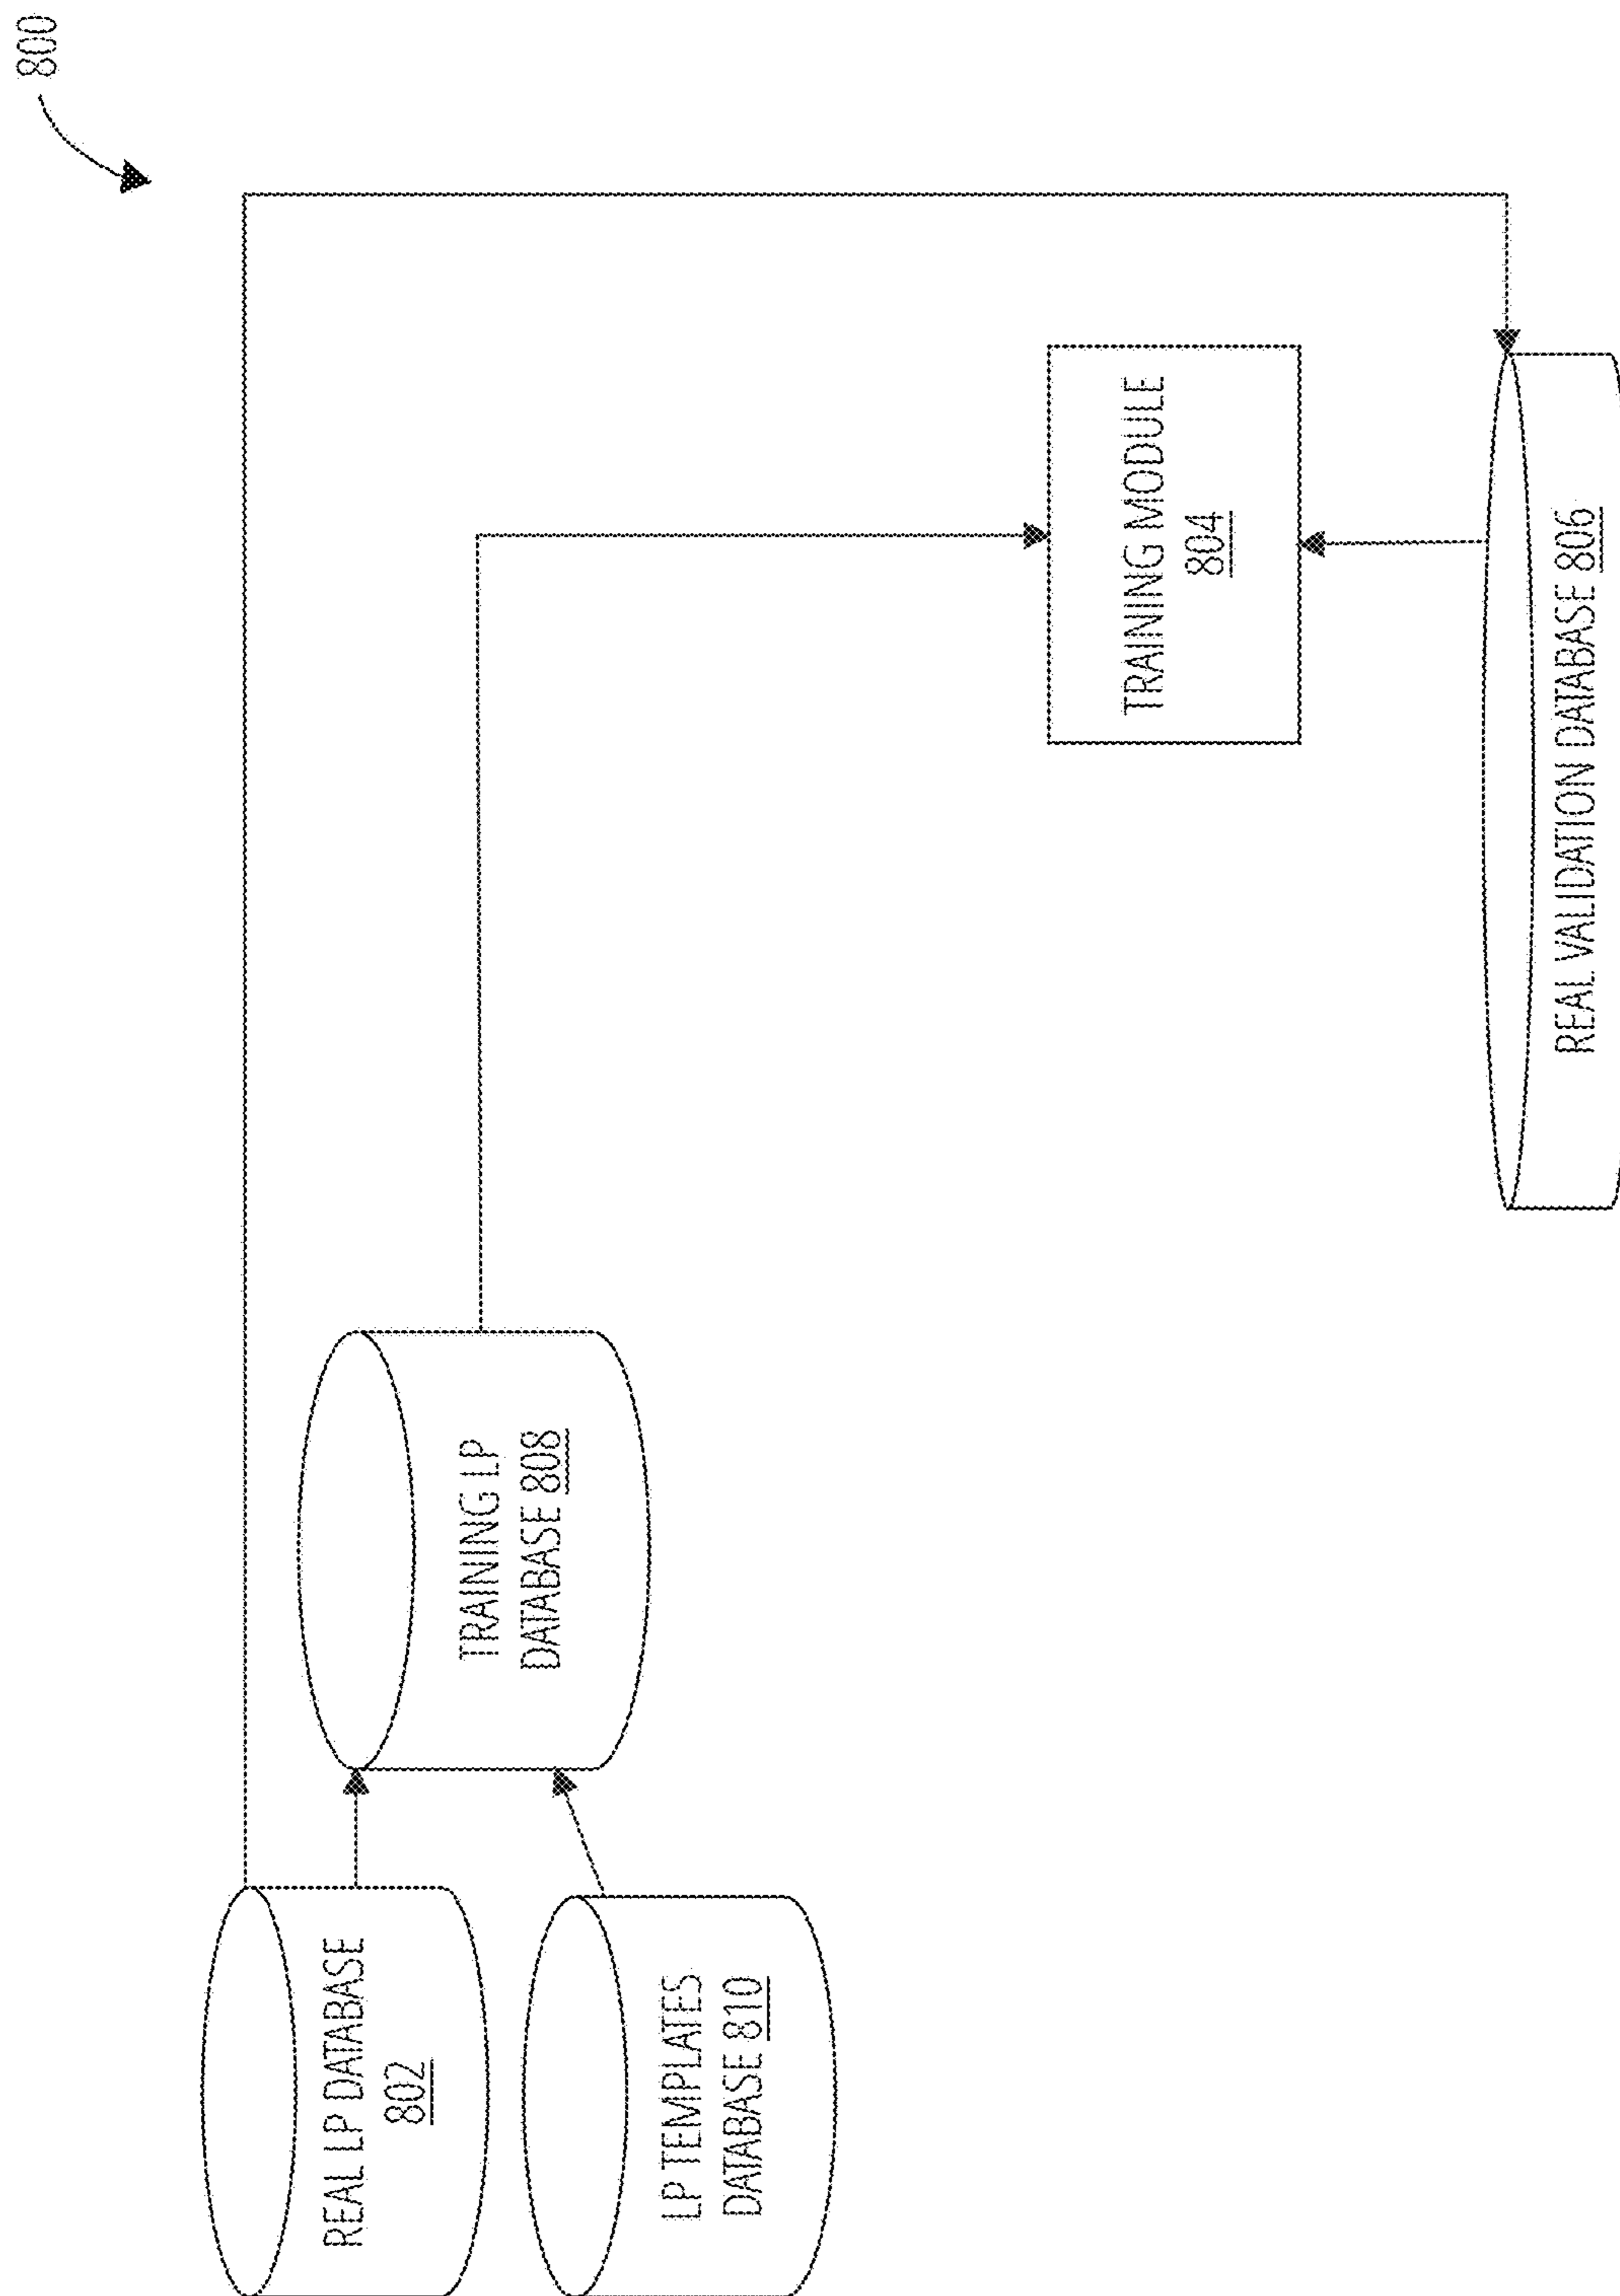 800
REAL LP DATABASE
802
TRAINING LP
DATABASE 808
LP TEMPLATES
DATABASE 810
TRAINING MODULE
804
REAL VALIDATION DATABASE 806